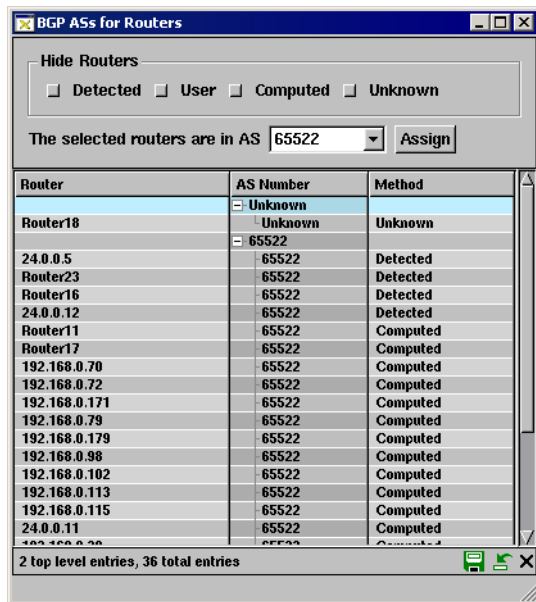 BGP ASs for Routers
Hide Routers
Detected User Computed Unknown
The selected routers are in AS 65522 Assign
Router AS Number Method
Unknown
Router18 Unknown Unknown
65522
24.0.0.5 65522 Detected
Router23 65522 Detected
Router16 65522 Detected
24.0.0.12 65522 Detected
Router11 65522 Computed
Router17 65522 Computed
192.168.0.70 65522 Computed
192.168.0.72 65522 Computed
192.168.0.171 65522 Computed
192.168.0.79 65522 Computed
192.168.0.179 65522 Computed
192.168.0.98 65522 Computed
192.168.0.102 65522 Computed
192.168.0.113 65522 Computed
192.168.0.115 65522 Computed
24.0.0.11 65522 Computed
2 top level entries, 36 total entries